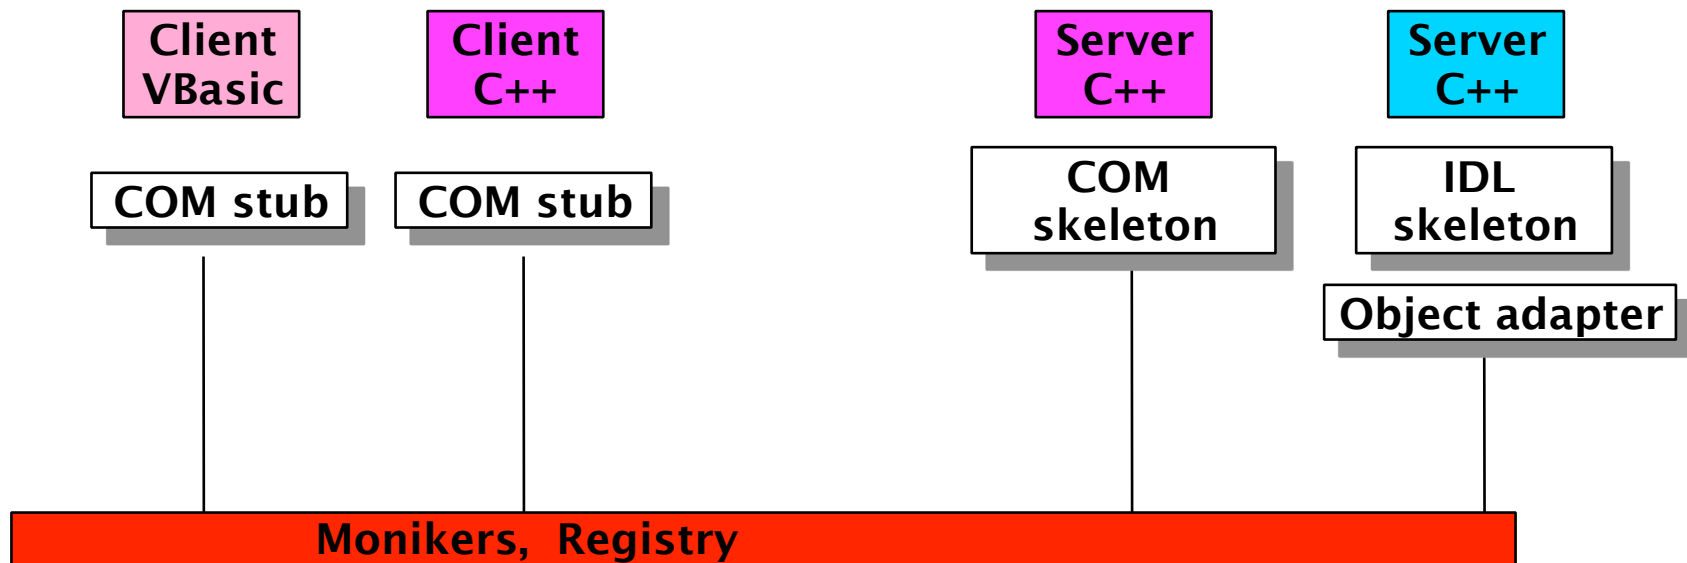 Client
VBasic
Client
C++
Server
C++
Server
C++
COM stub
COM stub
COM
skeleton
IDL
skeleton
Object adapter
Monikers, Registry